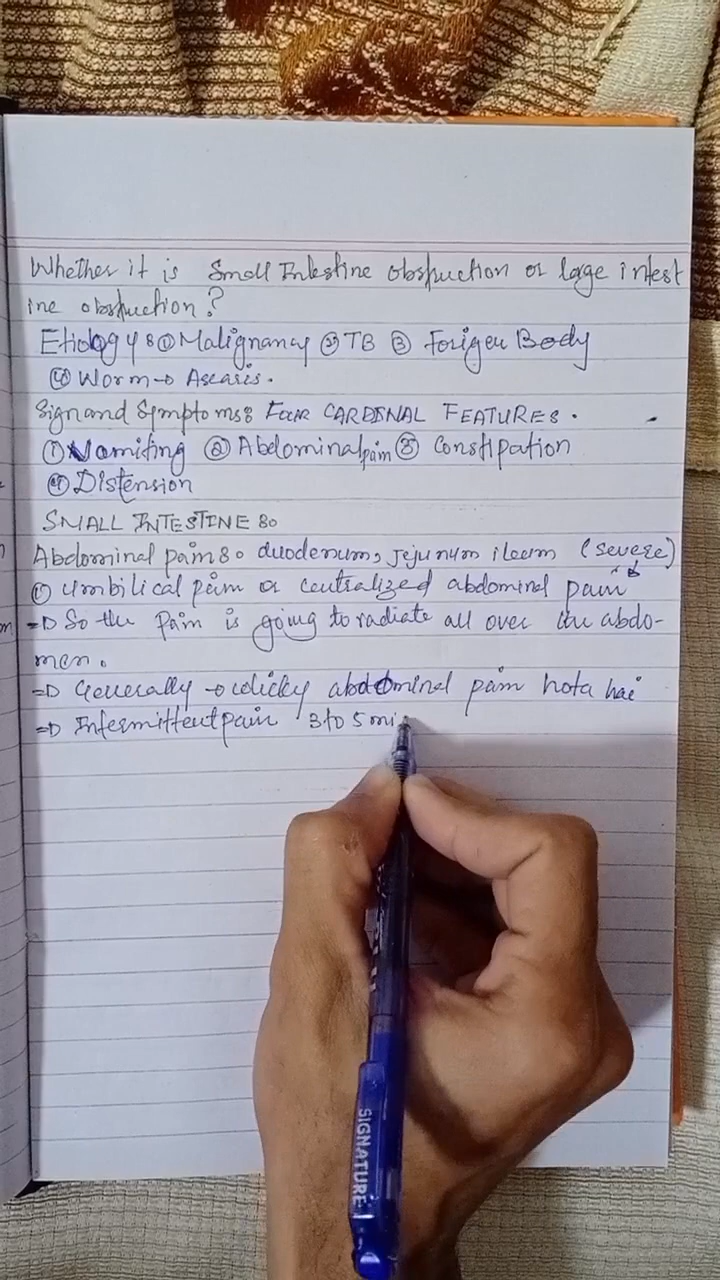 Whether it is Small Intestine obstruction or large intest
ine obstruction?
Etiology: ① Malignancy ② TB ③ Forigen Body
④ Worm → Ascaris.
Sign and Symptoms: FOUR CARDINAL FEATURES.
① Vomiting ② Abdominal pain ③ Constipation
④ Distension
SMALL INTESTINE:
Abdominal pain: duodenum, jejunum ileum (severe)
① Umbilical pain or centralized abdominal pain
⇒ So the pain is going to radiate all over the abdo-
men.
⇒ Generally → colicky abdominal pain hota hai
⇒ Intermittent pain 3 to 5 mi
SIGNATURE